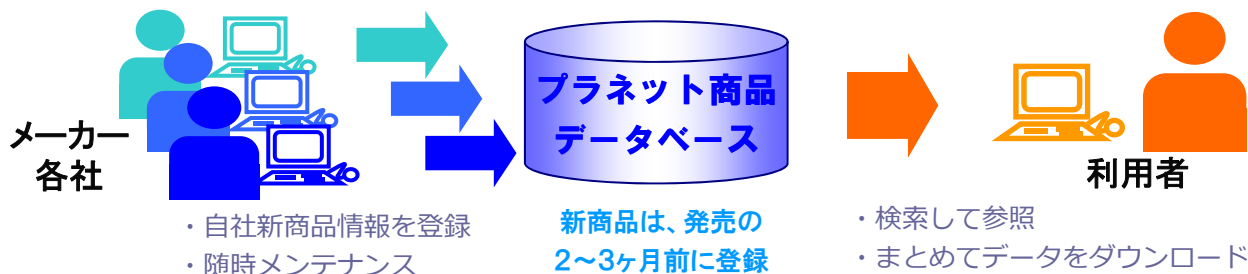 プラネット商品
データベース
メーカー
各社
利用者
・自社新商品情報を登録
・随時メンテナンス
新商品は、発売の
2～3ヶ月前に登録
・検索して参照
・まとめてデータをダウンロード